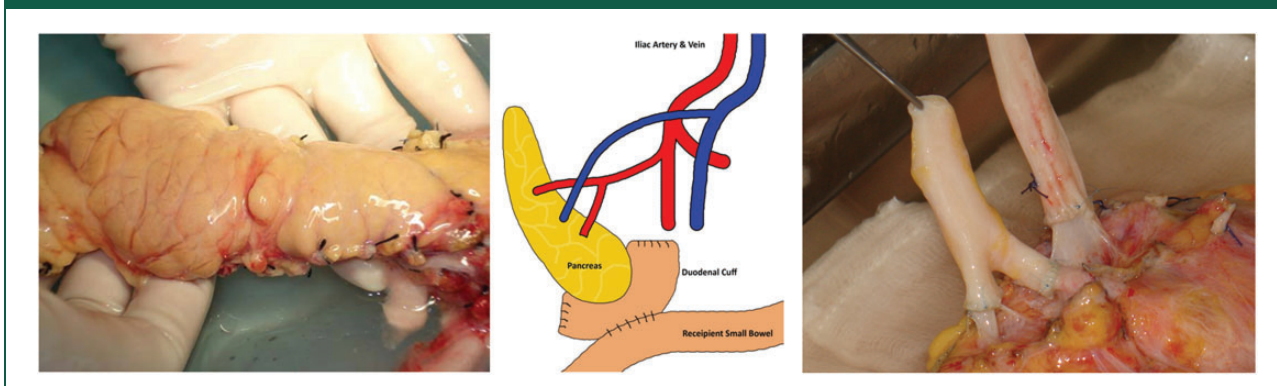 Iliac Artery & Vein
Pancreas
Duodenal Cuff
Receipient Small Bowel